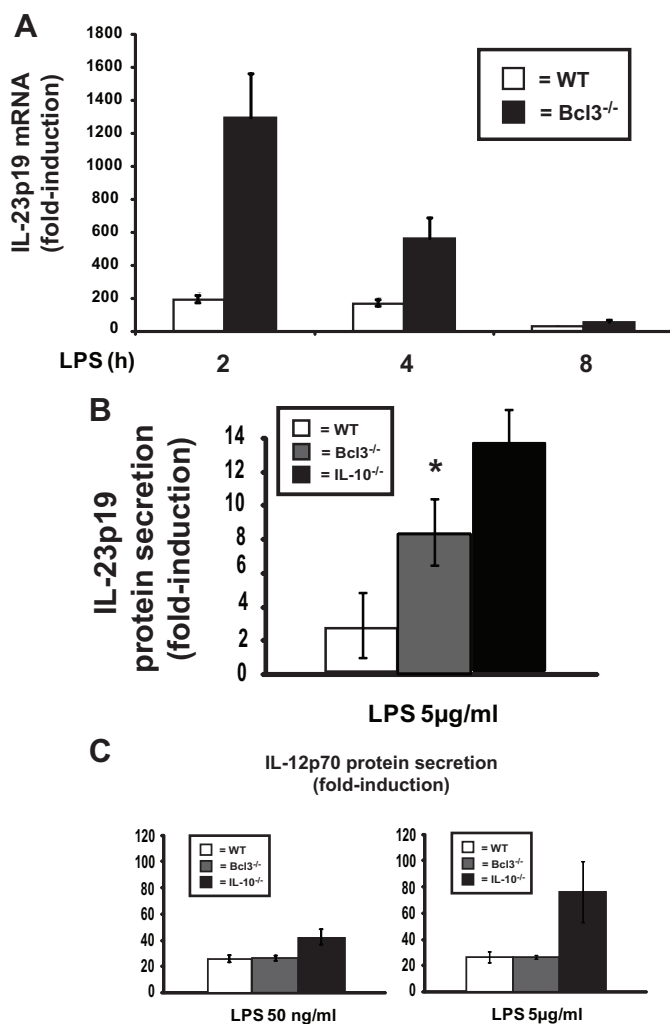 A
IL-23p19 mRNA
(fold-induction)
1800
1600
1400
1200
1000
800
600
400
200
0
= WT
= Bcl3-/-
LPS (h)
2
4
8
B
IL-23p19
protein secretion
(fold-induction)
14
12
10
8
6
4
2
0
= WT
= Bcl3-/-
= IL-10-/-
*
LPS 5µg/ml
C
IL-12p70 protein secretion
(fold-induction)
120
100
80
60
40
20
0
= WT
= Bcl3-/-
= IL-10-/-
LPS 50 ng/ml
120
100
80
60
40
20
0
= WT
= Bcl3-/-
= IL-10-/-
LPS 5µg/ml